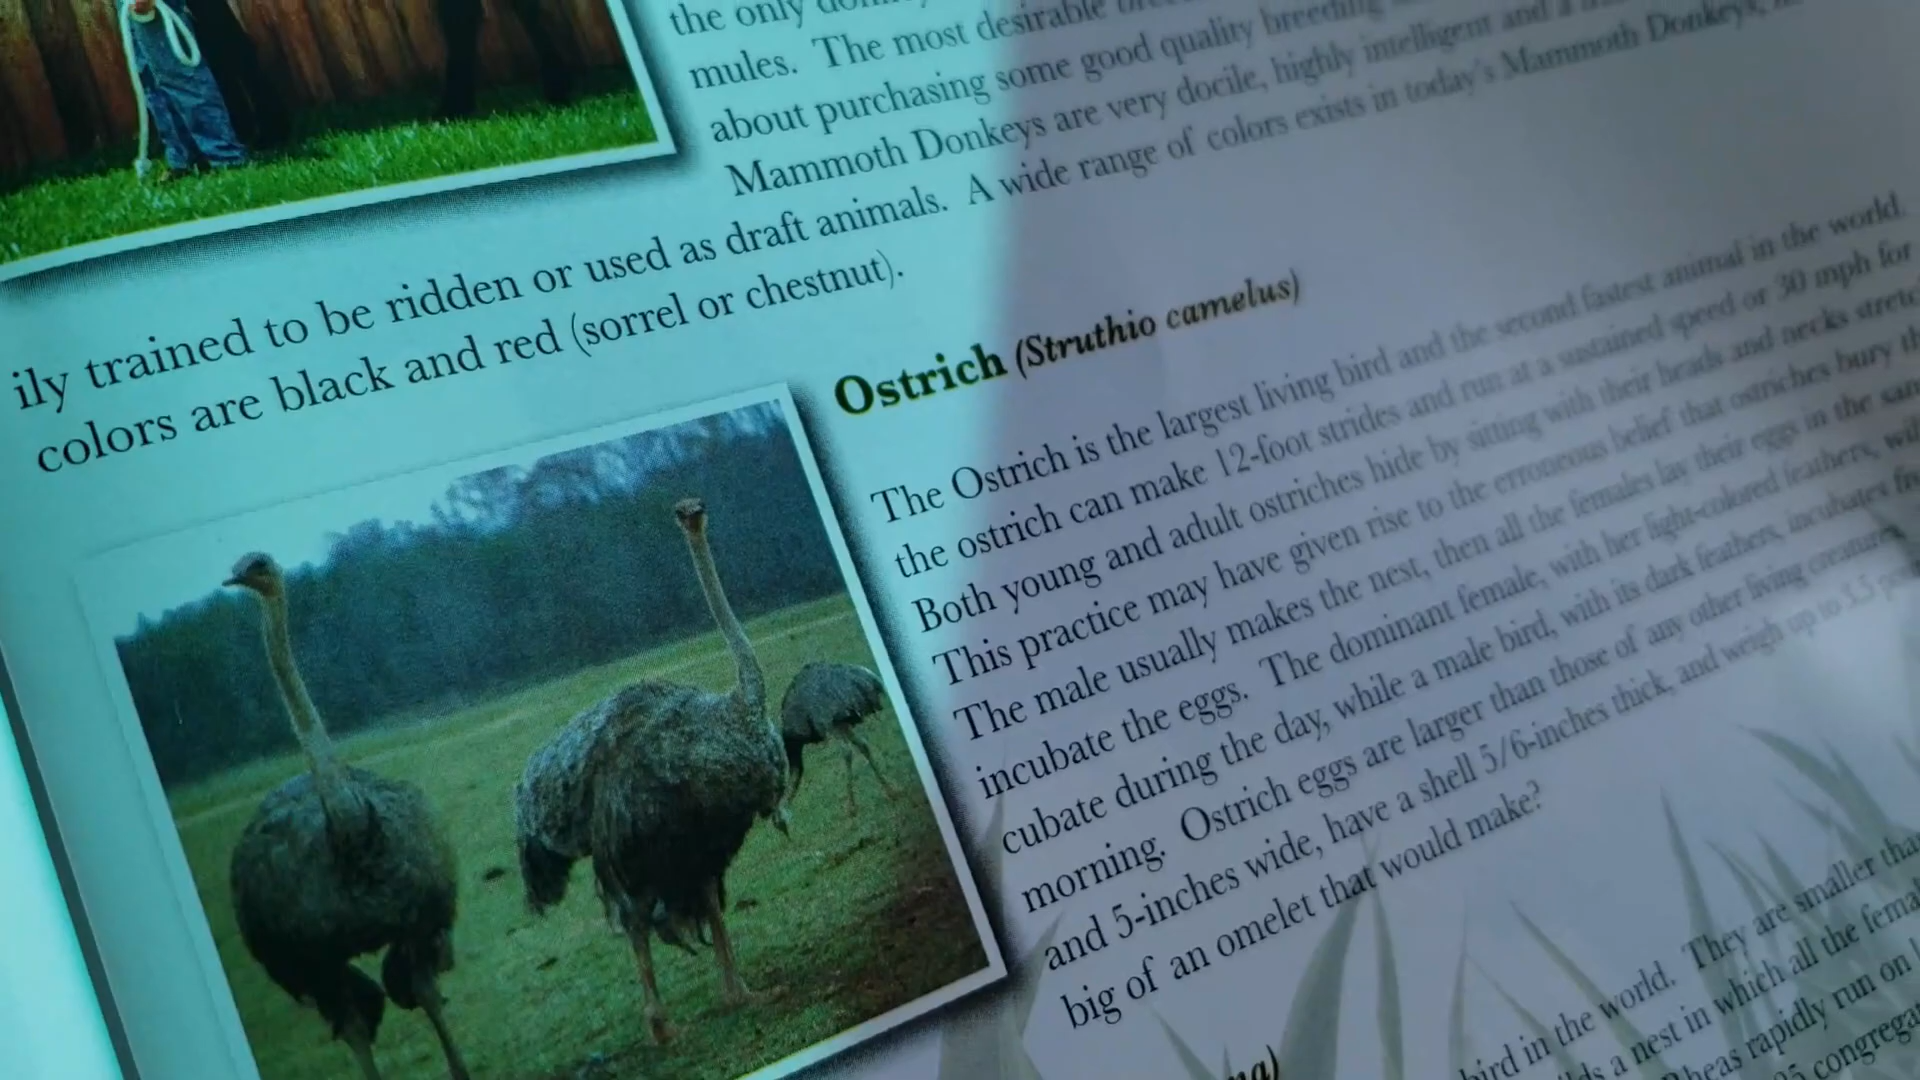 the only
mules. The most desirable
about purchasing some good quality breeding
Mammoth Donkeys are very docile, highly intelligent and a
ily trained to be ridden or used as draft animals. A wide range of colors exists in today's Mammoth Donkeys,
colors are black and red (sorrel or chestnut).
Ostrich (Struthio camelus)
The Ostrich is the largest living bird and the second fastest animal in the world.
the ostrich can make 12-foot strides and run at a sustained speed or 30 mph for
Both young and adult ostriches hide by sitting with their heads and necks
This practice may have given rise to the erroneous belief that ostriches bury
The male usually makes the nest, then all the females lay their eggs in the
incubate the eggs. The dominant female, with her light-colored feathers,
cubate during the day, while a male bird, with its dark feathers, incubates
morning. Ostrich eggs are larger than those of any other living creatures
and 5-inches wide, have a shell 5/6-inches thick, and weigh up to 3.5
big of an omelet that would make?
bird in the world. They are smaller than
a nest in which all the
Rheas rapidly run on